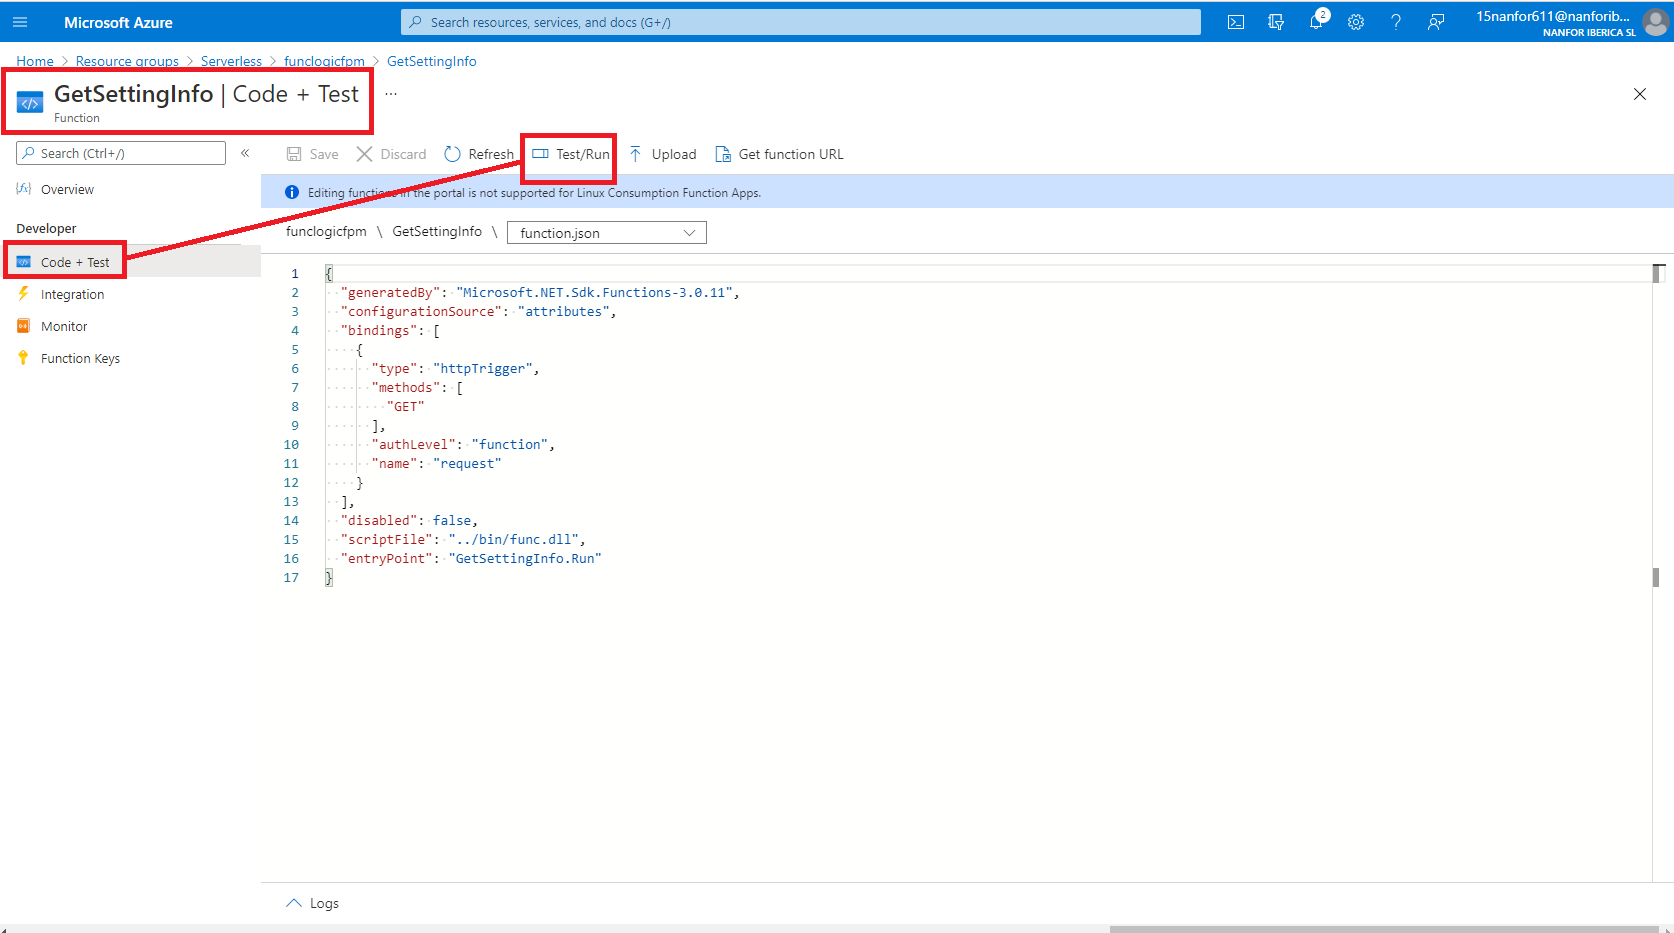 Microsoft Azure
Search resources, services, and docs (G+/)
2
15nanfor611@nanforib...
NANFOR IBERICA SL
Home > Resource groups > Serverless > funclogicfpm > GetSettingInfo
GetSettingInfo | Code + Test ...
Function
Search (Ctrl+/) «
Overview
Developer
Code + Test
Integration
Monitor
Function Keys
Save Discard Refresh Test/Run Upload Get function URL
Editing functions in the portal is not supported for Linux Consumption Function Apps.
funclogicfpm \ GetSettingInfo \ function.json
1 {
2 "generatedBy": "Microsoft.NET.Sdk.Functions-3.0.11",
3 "configurationSource": "attributes",
4 "bindings": [
5 {
6 "type": "httpTrigger",
7 "methods": [
8 "GET"
9 ],
10 "authLevel": "function",
11 "name": "request"
12 }
13 ],
14 "disabled": false,
15 "scriptFile": "../bin/func.dll",
16 "entryPoint": "GetSettingInfo.Run"
17 }
Logs